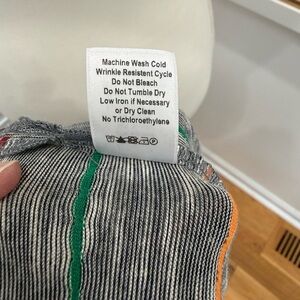 Machine Wash Cold
Wrinkle Resistent Cycle
Do Not Bleach
Do Not Tumble Dry
Low Iron if Necessary
or Dry Clean
No Trichloroethylene